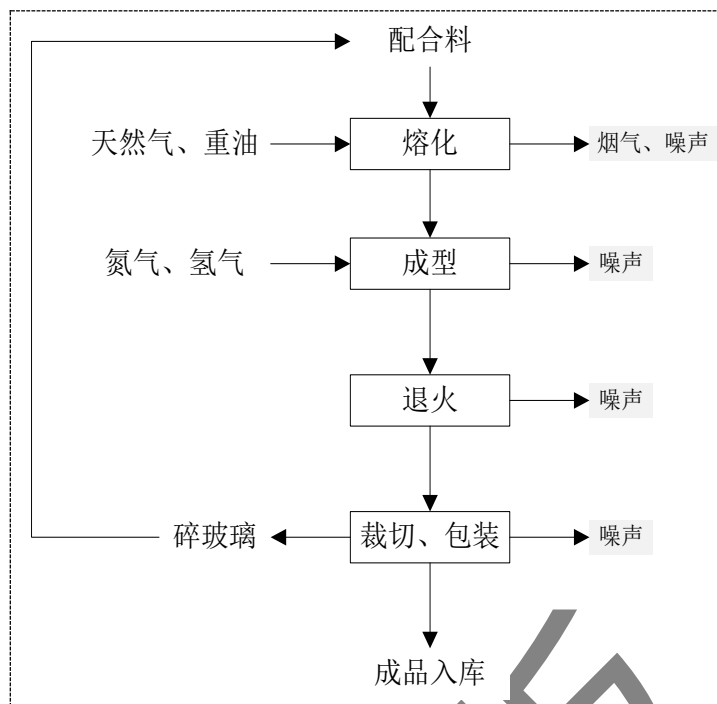 配合料
天然气、重油 熔化 烟气、噪声
氮气、氢气 成型 噪声
退火 噪声
碎玻璃 裁切、包装 噪声
成品入库